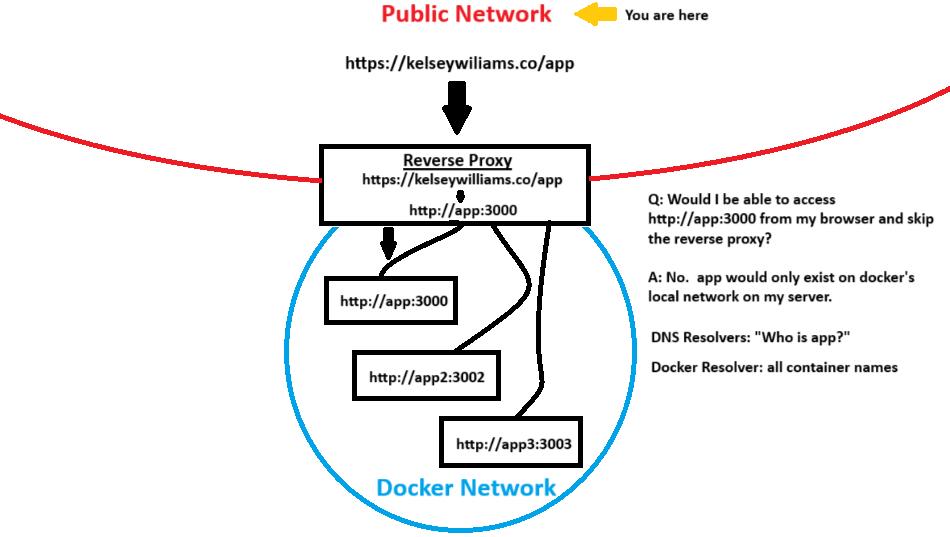 Public Network
You are here
https://kelseywiliams.co/app
Reverse Proxy
https://kelseywilliams.co/app
http://app:3000
Q: Would I be able to access
http://app:3000 from my browser and skip
the reverse proxy?
A: No.  app would only exist on docker's
local network on my server.
DNS Resolvers: "Who is app?"
Docker Resolver: all container names
http://app:3000
http://app2:3002
http://app3:3003
Docker Network